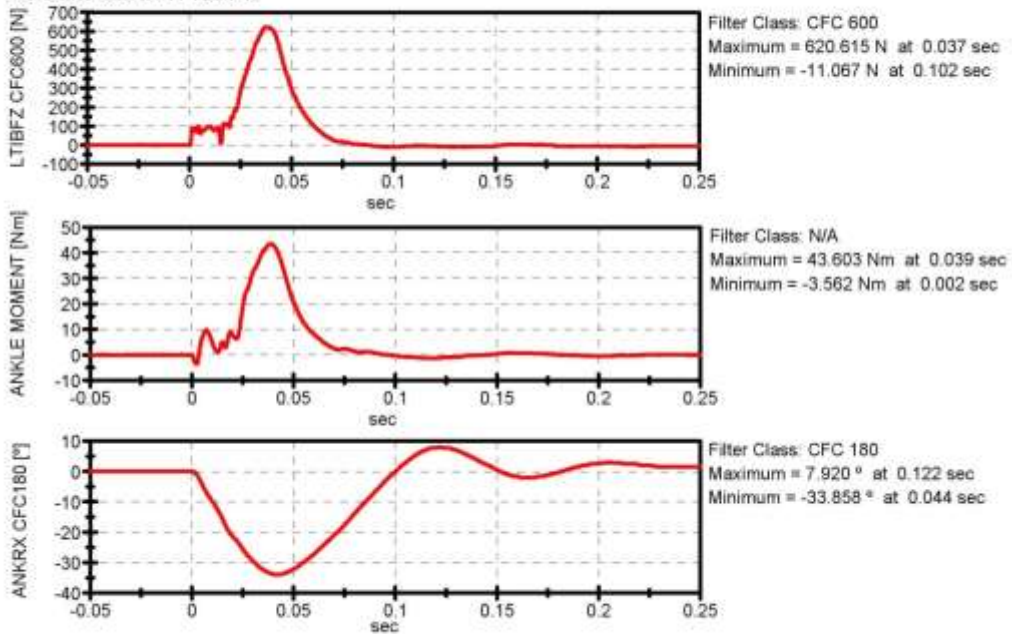 LTIBFZ CFC600 [N]
700
600
500
400
300
200
100
0
-100
-0.05 0 0.05 0.1 0.15 0.2 0.25
sec
Filter Class: CFC 600
Maximum = 620.615 N at 0.037 sec
Minimum = -11.067 N at 0.102 sec
ANKLE MOMENT [Nm]
50
40
30
20
10
0
-10
-0.05 0 0.05 0.1 0.15 0.2 0.25
sec
Filter Class: N/A
Maximum = 43.603 Nm at 0.039 sec
Minimum = -3.562 Nm at 0.002 sec
ANKRX CFC180 [º]
10
0
-10
-20
-30
-40
-0.05 0 0.05 0.1 0.15 0.2 0.25
sec
Filter Class: CFC 180
Maximum = 7.920 º at 0.122 sec
Minimum = -33.858 º at 0.044 sec